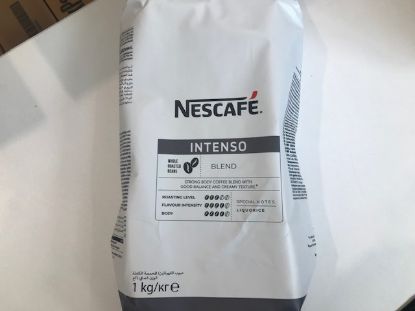 NESCAFÉ.
INTENSO
WHOLE
ROASTED
BEANS
BLEND
STRONG BODY COFFEE BLEND WITH
GOOD BALANCE AND CREAMY TEXTURE*
ROASTING LEVEL
FLAVOUR INTENSITY
BODY
SPECIAL NOTES
LIQUORICE
1 kg/кг e